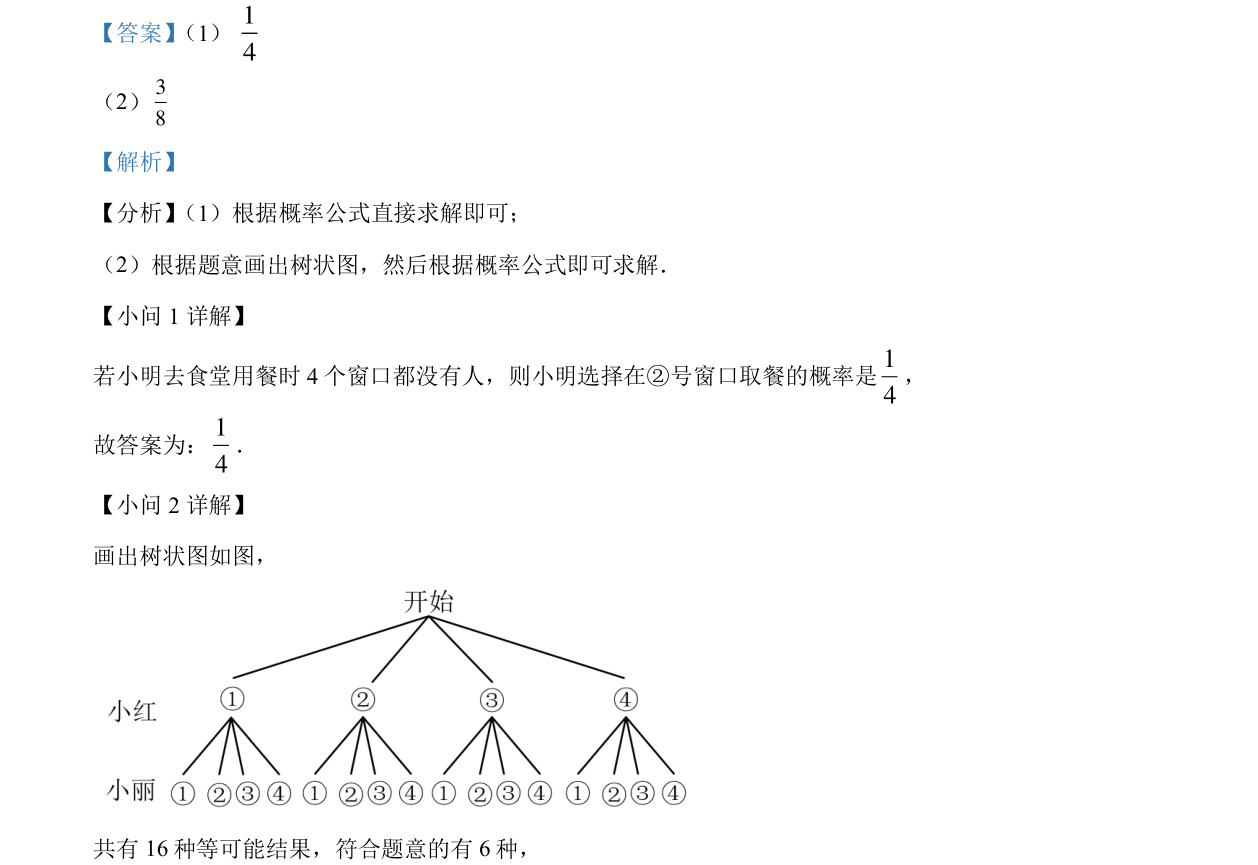 【答案】（1） 1/4
（2）3/8
【解析】
【分析】（1）根据概率公式直接求解即可；
（2）根据题意画出树状图，然后根据概率公式即可求解．
【小问 1 详解】
若小明去食堂用餐时 4 个窗口都没有人，则小明选择在②号窗口取餐的概率是1/4，
故答案为：1/4．
【小问 2 详解】
画出树状图如图，
开始
小红 ① ② ③ ④
小丽 ① ② ③ ④ ① ② ③ ④ ① ② ③ ④ ① ② ③ ④
共有 16 种等可能结果，符合题意的有 6 种，